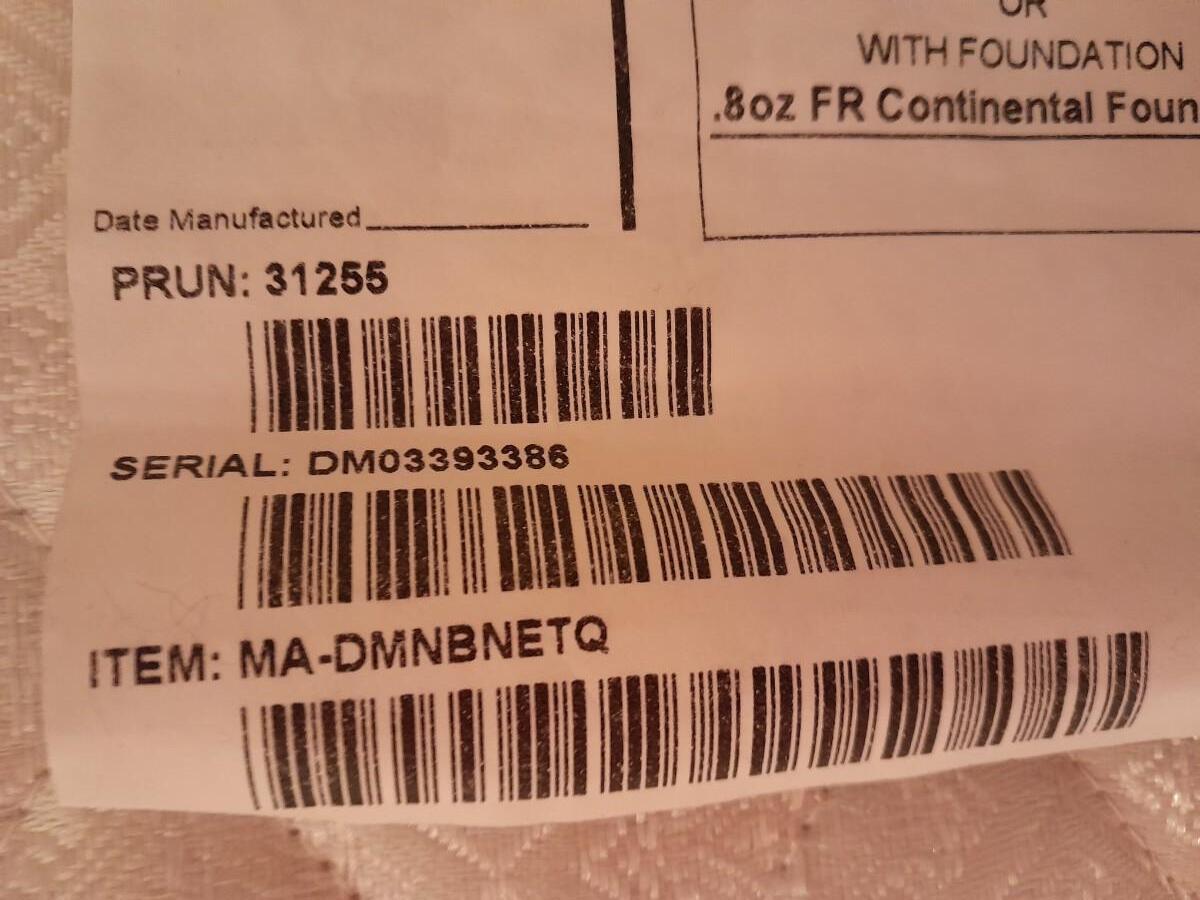 OR
WITH FOUNDATION
.8oz FR Continental Foun
Date Manufactured
PRUN: 31255
SERIAL: DM03393386
ITEM: MA-DMNBNETQ